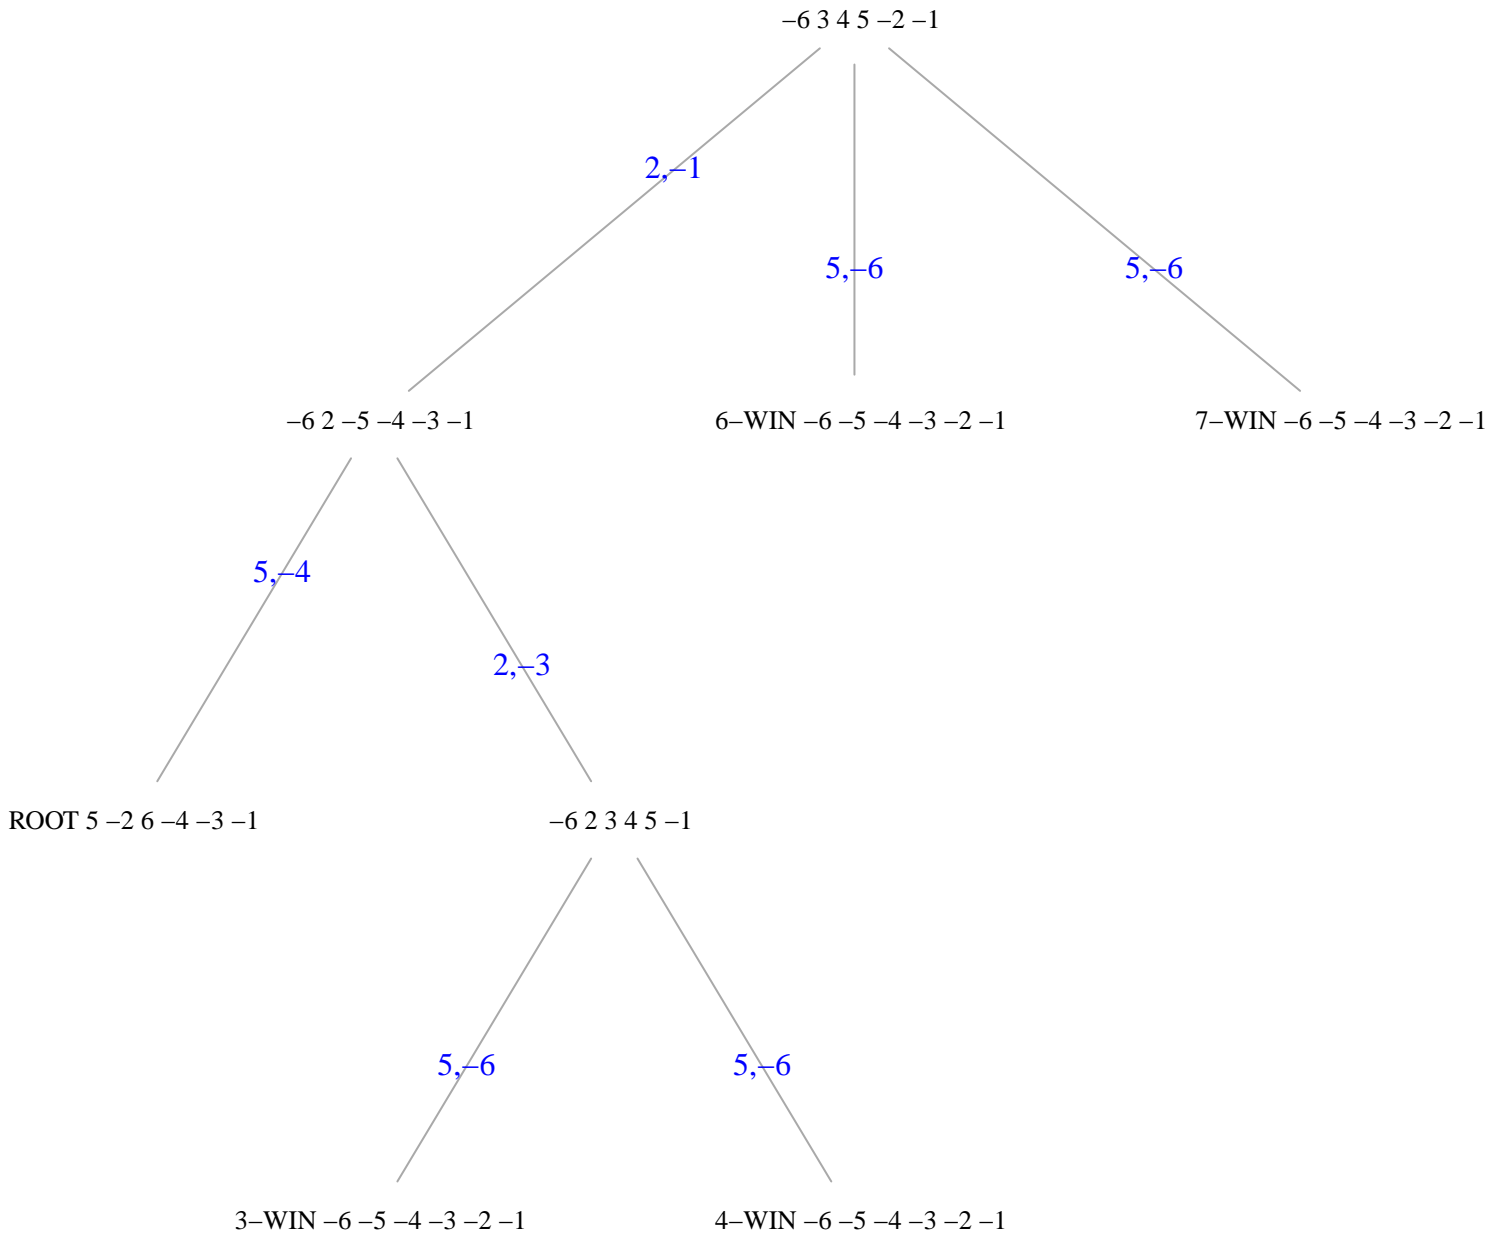 –6 3 4 5 –2 –1
2,–1
5,–6
5,–6
–6 2 –5 –4 –3 –1
6–WIN –6 –5 –4 –3 –2 –1
7–WIN –6 –5 –4 –3 –2 –1
5,–4
2,–3
ROOT 5 –2 6 –4 –3 –1
–6 2 3 4 5 –1
5,–6
5,–6
3–WIN –6 –5 –4 –3 –2 –1
4–WIN –6 –5 –4 –3 –2 –1